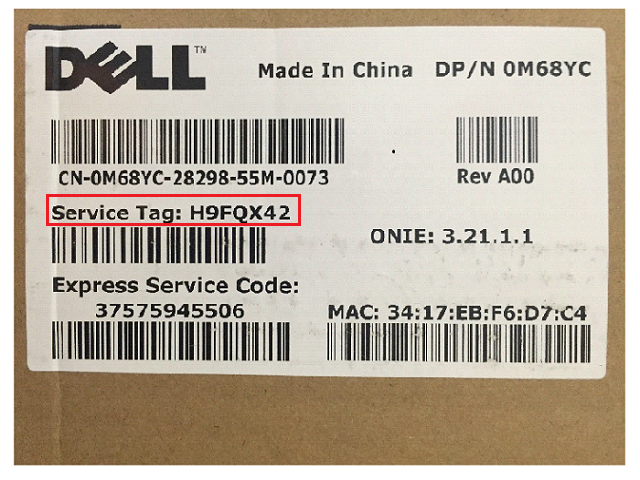 DELL™
Made In China DP/N 0M68YC
CN-0M68YC-28298-55M-0073
Rev A00
Service Tag: H9FQX42
ONIE: 3.21.1.1
Express Service Code:
37575945506
MAC: 34:17:EB:F6:D7:C4